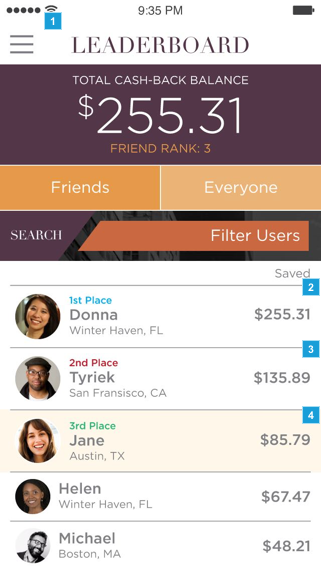 9:35 PM
1
LEADERBOARD
TOTAL CASH-BACK BALANCE
$255.31
FRIEND RANK: 3
Friends
Everyone
SEARCH
Filter Users
Saved
2
1st Place
Donna
$255.31
Winter Haven, FL
3
2nd Place
Tyriek
$135.89
San Fransisco, CA
4
3rd Place
Jane
$85.79
Austin, TX
Helen
$67.47
Winter Haven, FL
Michael
$48.21
Boston, MA